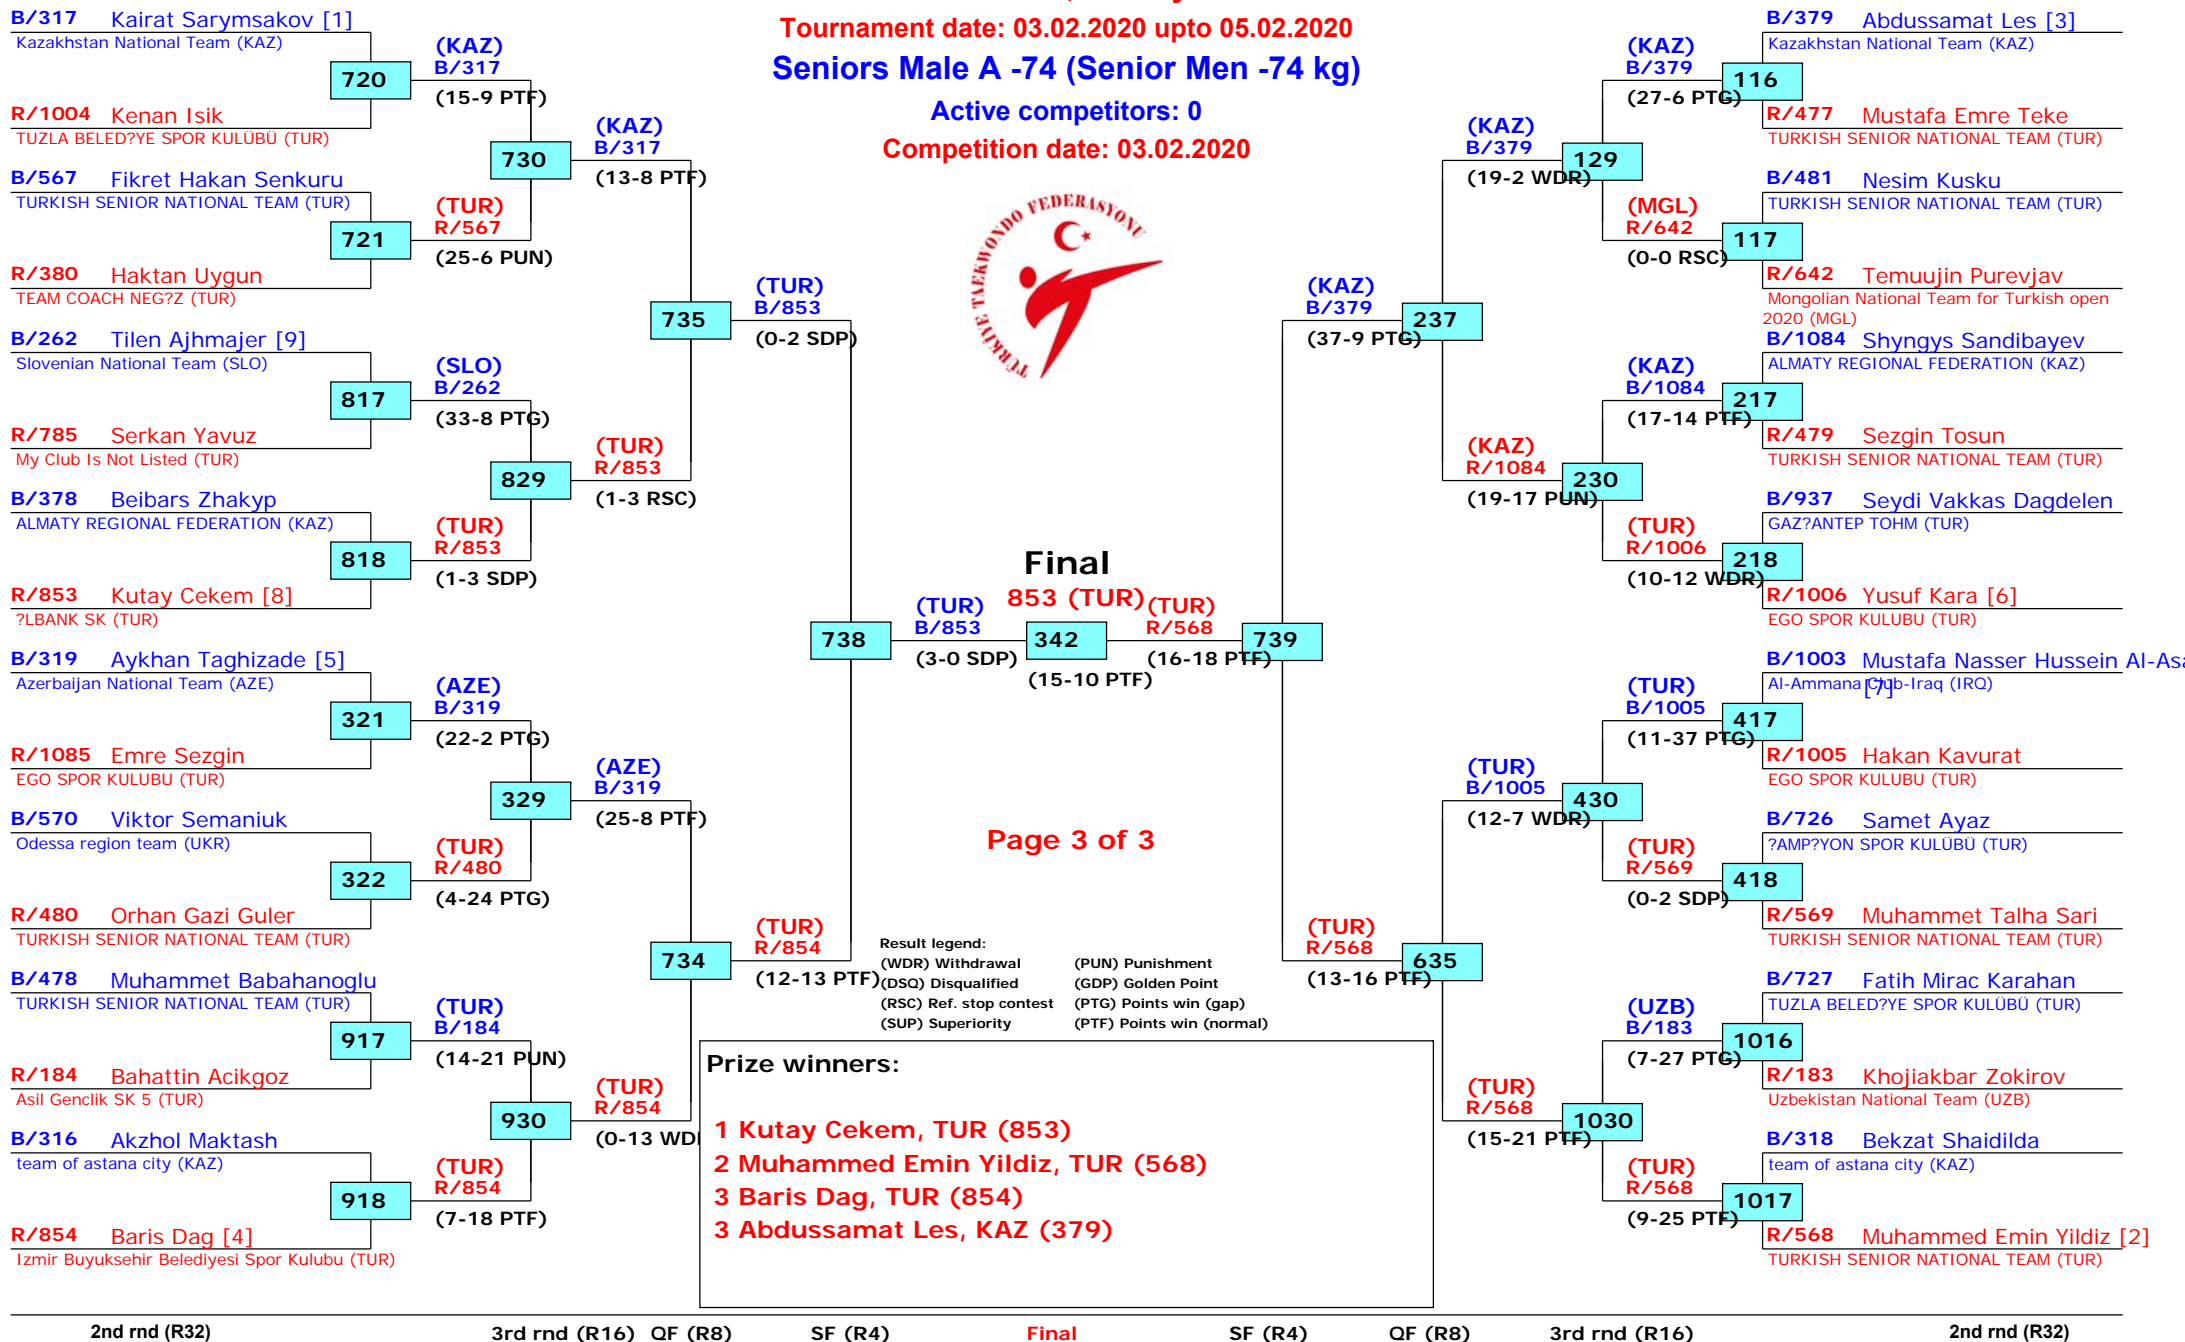 Tournament date: 03.02.2020 upto 05.02.2020
Seniors Male A -74 (Senior Men -74 kg)
Active competitors: 0
Competition date: 03.02.2020
TÜRKİYE TAEKWONDO FEDERASYONU
B/317 Kairat Sarymsakov [1]
Kazakhstan National Team (KAZ)
720
R/1004 Kenan Isik
TUZLA BELED?YE SPOR KULÜBÜ (TUR)
B/567 Fikret Hakan Senkuru
TURKISH SENIOR NATIONAL TEAM (TUR)
721
R/380 Haktan Uygun
TEAM COACH NEG?Z (TUR)
B/262 Tilen Ajhmajer [9]
Slovenian National Team (SLO)
817
R/785 Serkan Yavuz
My Club Is Not Listed (TUR)
B/378 Beibars Zhakyp
ALMATY REGIONAL FEDERATION (KAZ)
818
R/853 Kutay Cekem [8]
?LBANK SK (TUR)
B/319 Aykhan Taghizade [5]
Azerbaijan National Team (AZE)
321
R/1085 Emre Sezgin
EGO SPOR KULUBU (TUR)
B/570 Viktor Semaniuk
Odessa region team (UKR)
322
R/480 Orhan Gazi Guler
TURKISH SENIOR NATIONAL TEAM (TUR)
B/478 Muhammet Babahanoglu
TURKISH SENIOR NATIONAL TEAM (TUR)
917
R/184 Bahattin Acikgoz
Asil Genclik SK 5 (TUR)
B/316 Akzhol Maktash
team of astana city (KAZ)
918
R/854 Baris Dag [4]
Izmir Buyuksehir Belediyesi Spor Kulubu (TUR)
(KAZ)
B/317
(15-9 PTF)
730
(TUR)
R/567
(25-6 PUN)
(SLO)
B/262
(33-8 PTG)
829
(TUR)
R/853
(1-3 SDP)
(AZE)
B/319
(22-2 PTG)
329
(TUR)
R/480
(4-24 PTG)
(TUR)
B/184
(14-21 PUN)
930
(TUR)
R/854
(7-18 PTF)
(KAZ)
B/317
(13-8 PTF)
735
(TUR)
R/853
(1-3 RSC)
(AZE)
B/319
(25-8 PTF)
734
(TUR)
R/854
(0-13 WD
(TUR)
B/853
(0-2 SDP)
738
(TUR)
R/854
(12-13 PTF)
(TUR)
B/853
(3-0 SDP)
Final
853 (TUR)
342
(15-10 PTF)
(TUR)
R/568
(16-18 PTF)
739
(KAZ)
B/379
(37-9 PTG)
237
(TUR)
R/568
(13-16 PTF)
635
(KAZ)
B/379
(19-2 WDR)
129
(KAZ)
R/1084
(19-17 PUN)
230
(TUR)
B/1005
(12-7 WDR)
430
(TUR)
R/568
(15-21 PTF)
1030
(KAZ)
B/379
(27-6 PTG)
116
(MGL)
R/642
(0-0 RSC)
117
(KAZ)
B/1084
(17-14 PTF)
217
(TUR)
R/1006
(10-12 WDR)
218
(TUR)
B/1005
(11-37 PTG)
417
(TUR)
R/569
(0-2 SDP)
418
(UZB)
B/183
(7-27 PTG)
1016
(TUR)
R/568
(9-25 PTF)
1017
B/379 Abdussamat Les [3]
Kazakhstan National Team (KAZ)
R/477 Mustafa Emre Teke
TURKISH SENIOR NATIONAL TEAM (TUR)
B/481 Nesim Kusku
TURKISH SENIOR NATIONAL TEAM (TUR)
R/642 Temuujin Purevjav
Mongolian National Team for Turkish open
2020 (MGL)
B/1084 Shyngys Sandibayev
ALMATY REGIONAL FEDERATION (KAZ)
R/479 Sezgin Tosun
TURKISH SENIOR NATIONAL TEAM (TUR)
B/937 Seydi Vakkas Dagdelen
GAZ?ANTEP TOHM (TUR)
R/1006 Yusuf Kara [6]
EGO SPOR KULUBU (TUR)
B/1003 Mustafa Nasser Hussein Al-Asa
[7]
Al-Ammana Club-Iraq (IRQ)
R/1005 Hakan Kavurat
EGO SPOR KULUBU (TUR)
B/726 Samet Ayaz
?AMP?YON SPOR KULÜBÜ (TUR)
R/569 Muhammet Talha Sari
TURKISH SENIOR NATIONAL TEAM (TUR)
B/727 Fatih Mirac Karahan
TUZLA BELED?YE SPOR KULÜBÜ (TUR)
R/183 Khojiakbar Zokirov
Uzbekistan National Team (UZB)
B/318 Bekzat Shaidilda
team of astana city (KAZ)
R/568 Muhammed Emin Yildiz [2]
TURKISH SENIOR NATIONAL TEAM (TUR)
Page 3 of 3
Result legend:
(WDR) Withdrawal (PUN) Punishment
(DSQ) Disqualified (GDP) Golden Point
(RSC) Ref. stop contest (PTG) Points win (gap)
(SUP) Superiority (PTF) Points win (normal)
Prize winners:
1 Kutay Cekem, TUR (853)
2 Muhammed Emin Yildiz, TUR (568)
3 Baris Dag, TUR (854)
3 Abdussamat Les, KAZ (379)
2nd rnd (R32) 3rd rnd (R16) QF (R8) SF (R4) Final SF (R4) QF (R8) 3rd rnd (R16) 2nd rnd (R32)